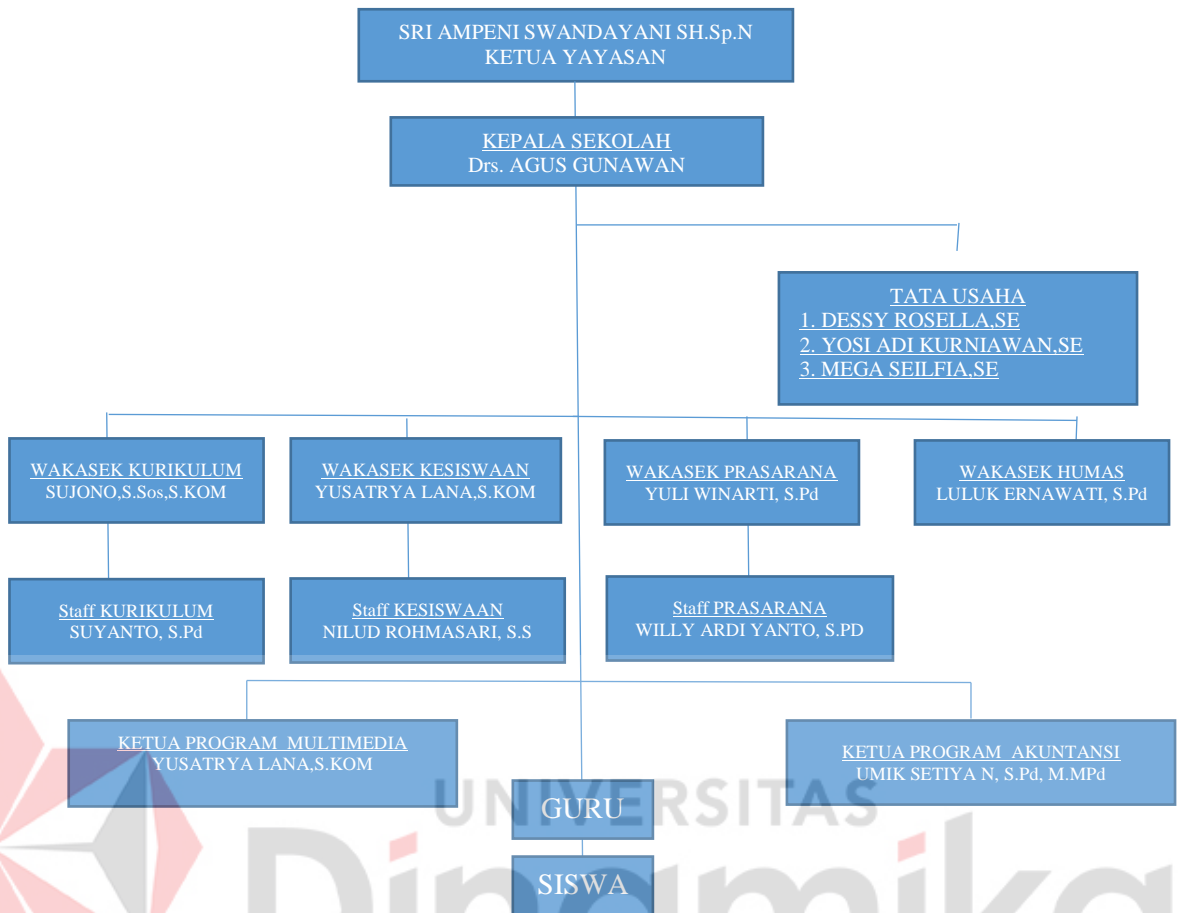 SRI AMPENI SWANDAYANI SH.Sp.N
KETUA YAYASAN
KEPALA SEKOLAH
Drs. AGUS GUNAWAN
TATA USAHA
1. DESSY ROSELLA,SE
2. YOSI ADI KURNIAWAN,SE
3. MEGA SEILFIA,SE
WAKASEK KURIKULUM
SUJONO,S.Sos,S.KOM
WAKASEK KESISWAAN
YUSATRYA LANA,S.KOM
WAKASEK PRASARANA
YULI WINARTI, S.Pd
WAKASEK HUMAS
LULUK ERNAWATI, S.Pd
Staff KURIKULUM
SUYANTO, S.Pd
Staff KESISWAAN
NILUD ROHMASARI, S.S
Staff PRASARANA
WILLY ARDI YANTO, S.PD
KETUA PROGRAM MULTIMEDIA
YUSATRYA LANA,S.KOM
KETUA PROGRAM AKUNTANSI
UMIK SETIYA N, S.Pd, M.MPd
UNIVERSITAS
Dinamika
GURU
SISWA